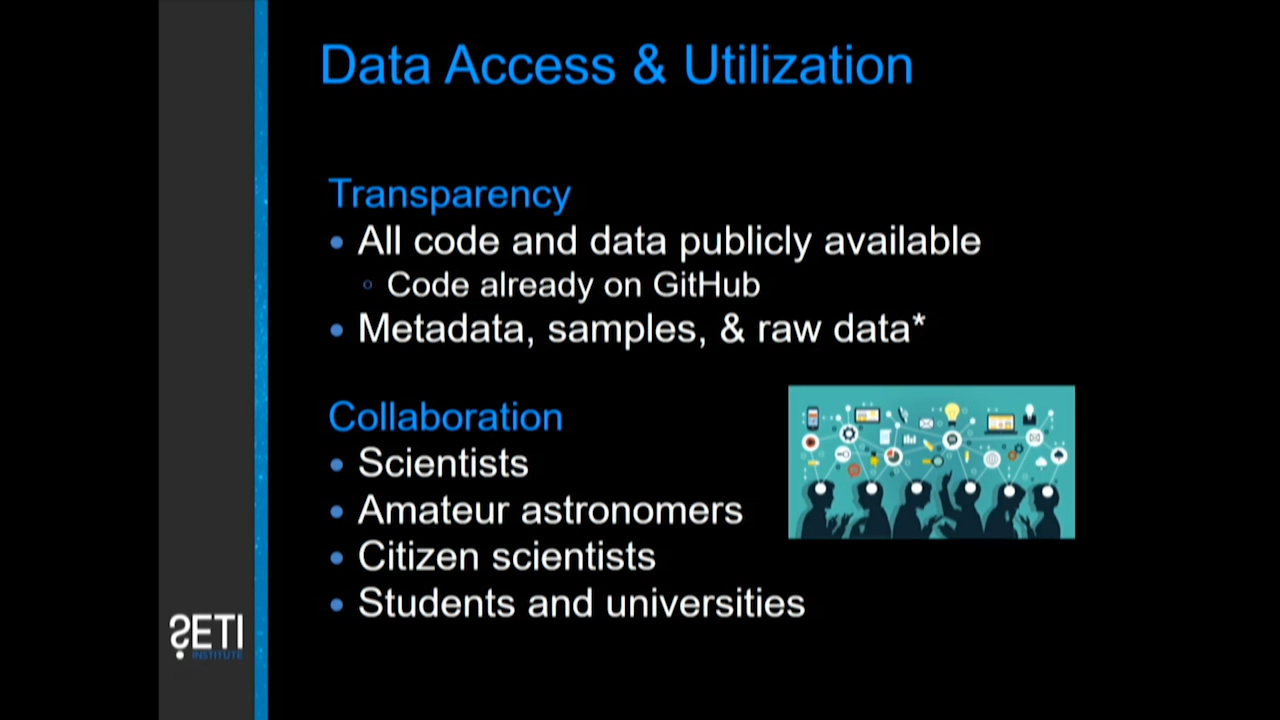 Data Access & Utilization
Transparency
• All code and data publicly available
◦ Code already on GitHub
• Metadata, samples, & raw data*
Collaboration
• Scientists
• Amateur astronomers
• Citizen scientists
• Students and universities
SETI
INSTITUTE